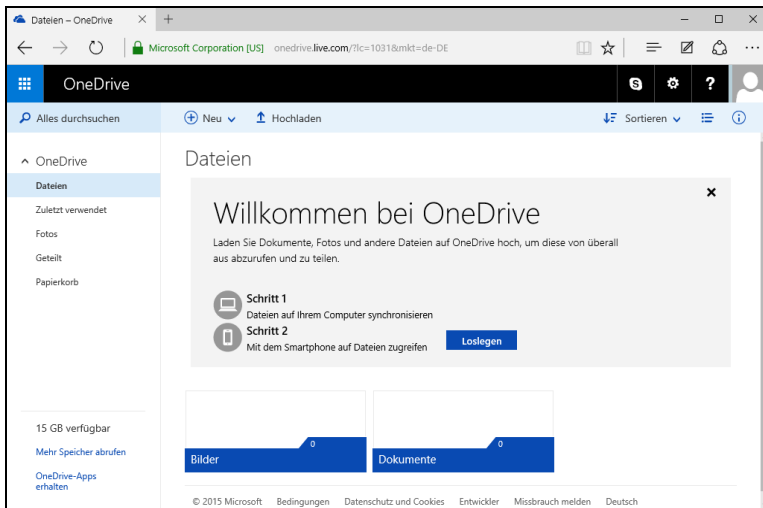 Dateien – OneDrive
Microsoft Corporation [US] onedrive.live.com/?lc=1031&mkt=de-DE
OneDrive
Alles durchsuchen
Neu
Hochladen
Sortieren
OneDrive
Dateien
Zuletzt verwendet
Fotos
Geteilt
Papierkorb
15 GB verfügbar
Mehr Speicher abrufen
OneDrive-Apps
erhalten
Dateien
Willkommen bei OneDrive
Laden Sie Dokumente, Fotos und andere Dateien auf OneDrive hoch, um diese von überall
aus abzurufen und zu teilen.
Schritt 1
Dateien auf Ihrem Computer synchronisieren
Schritt 2
Mit dem Smartphone auf Dateien zugreifen
Loslegen
0
Bilder
0
Dokumente
© 2015 Microsoft Bedingungen Datenschutz und Cookies Entwickler Missbrauch melden Deutsch